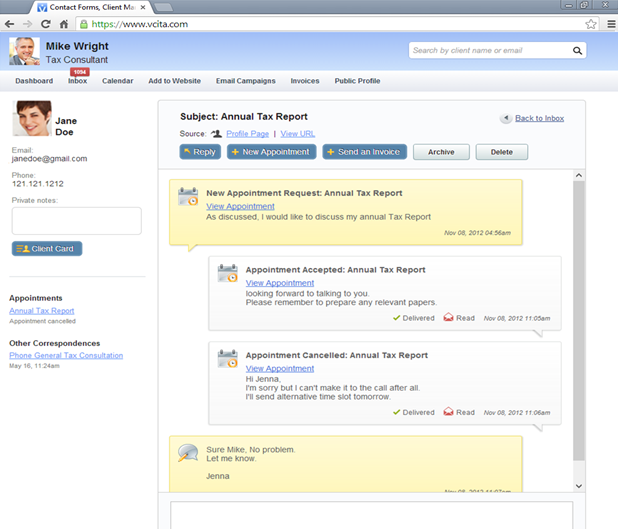 Contact Forms, Client Mar
https://www.vcita.com
Mike Wright
Tax Consultant
Search by client name or email
1094
Dashboard Inbox Calendar Add to Website Email Campaigns Invoices Public Profile
Jane
Doe
Email:
janedoe@gmail.com
Phone:
121.121.1212
Private notes:
Client Card
Appointments
Annual Tax Report
Appointment cancelled
Other Correspondences
Phone General Tax Consultation
May 16, 11:24am
Subject: Annual Tax Report
Back to Inbox
Source: Profile Page | View URL
Reply New Appointment Send an Invoice Archive Delete
New Appointment Request: Annual Tax Report
View Appointment
As discussed, I would like to discuss my annual Tax Report
Nov 08, 2012 04:56am
Appointment Accepted: Annual Tax Report
View Appointment
looking forward to talking to you.
Please remember to prepare any relevant papers.
Delivered Read Nov 08, 2012 11:05am
Appointment Cancelled: Annual Tax Report
View Appointment
Hi Jenna,
I'm sorry but I can't make it to the call after all.
I'll send alternative time slot tomorrow.
Delivered Read Nov 08, 2012 11:06am
Sure Mike, No problem.
Let me know.
Jenna
Nov 08, 2012 11:07am